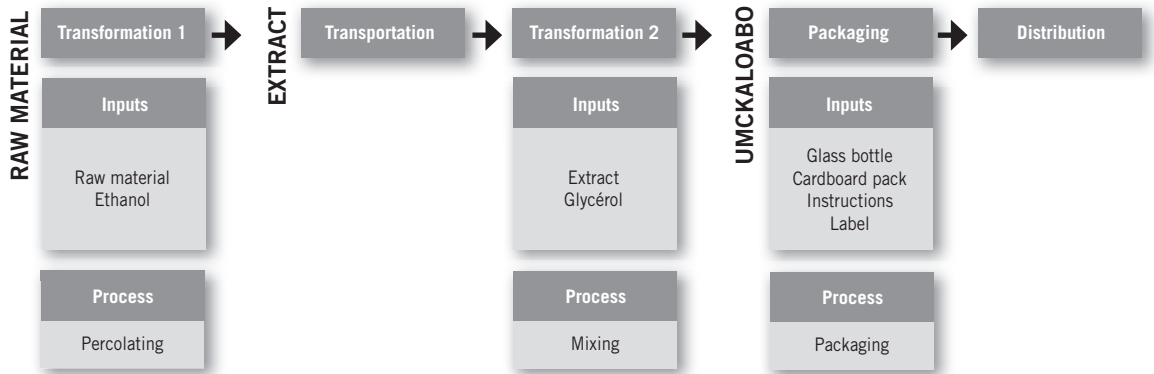 RAW MATERIAL
Transformation 1
Inputs
Raw material
Ethanol
Process
Percolating
EXTRACT
Transportation
Transformation 2
Inputs
Extract
Glycérol
Process
Mixing
UMCKALOABO
Packaging
Inputs
Glass bottle
Cardboard pack
Instructions
Label
Process
Packaging
Distribution